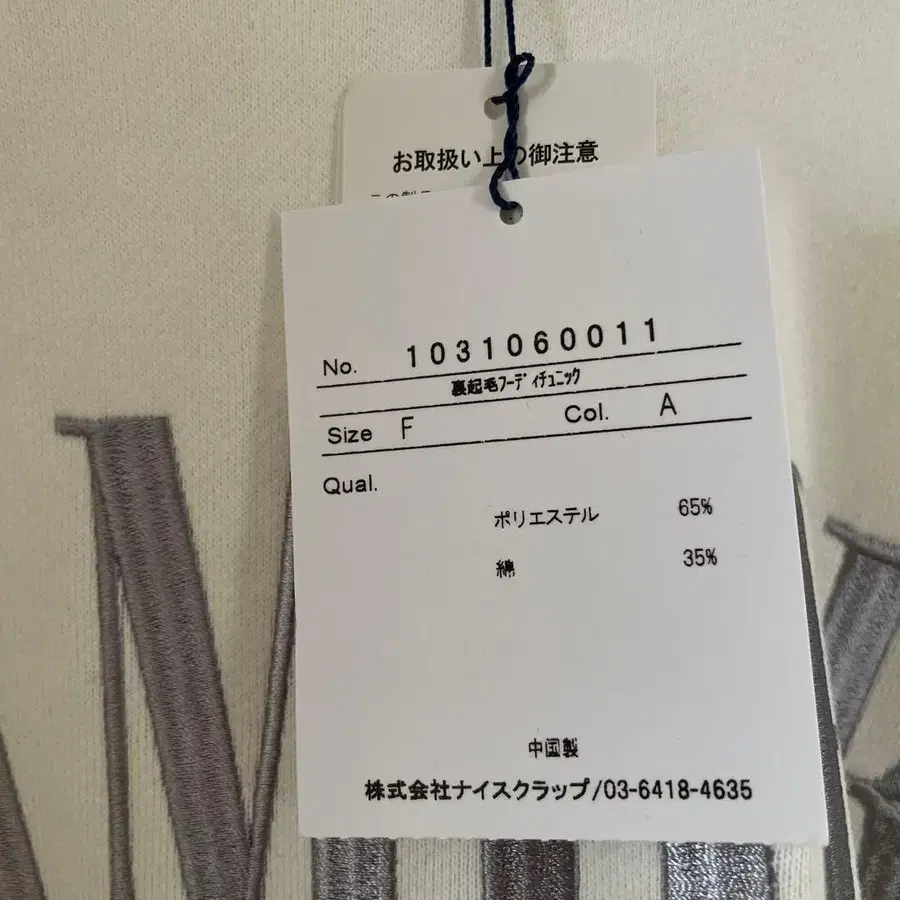 お取扱い上の御注意
No. 1031060011
裏起毛フーディチュニック
Size F Col. A
Qual.
ポリエステル 65%
綿 35%
中国製
株式会社ナイスクラップ/03-6418-4635